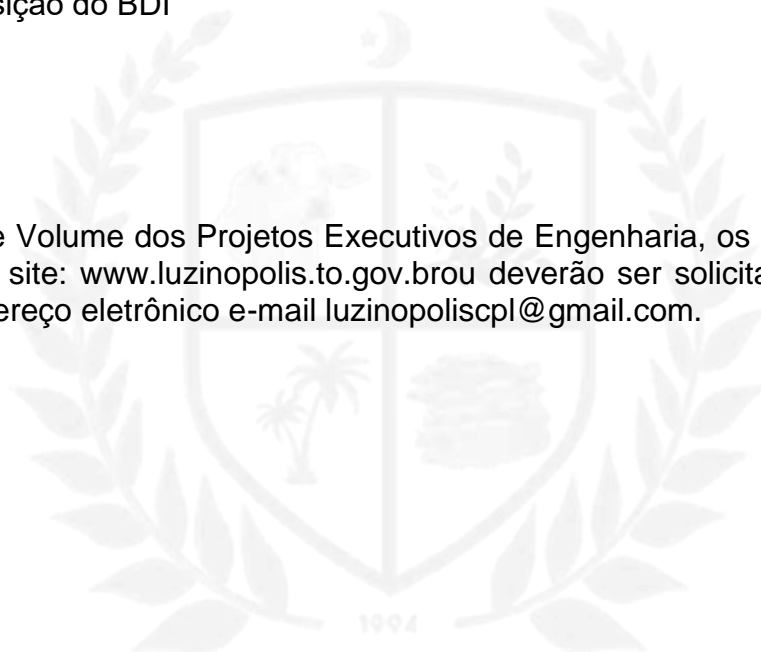 sição do BDI
e Volume dos Projetos Executivos de Engenharia, os
site: www.luzinopolis.to.gov.brou deverão ser solicita
ereço eletrônico e-mail luzinopoliscpl@gmail.com.
1994